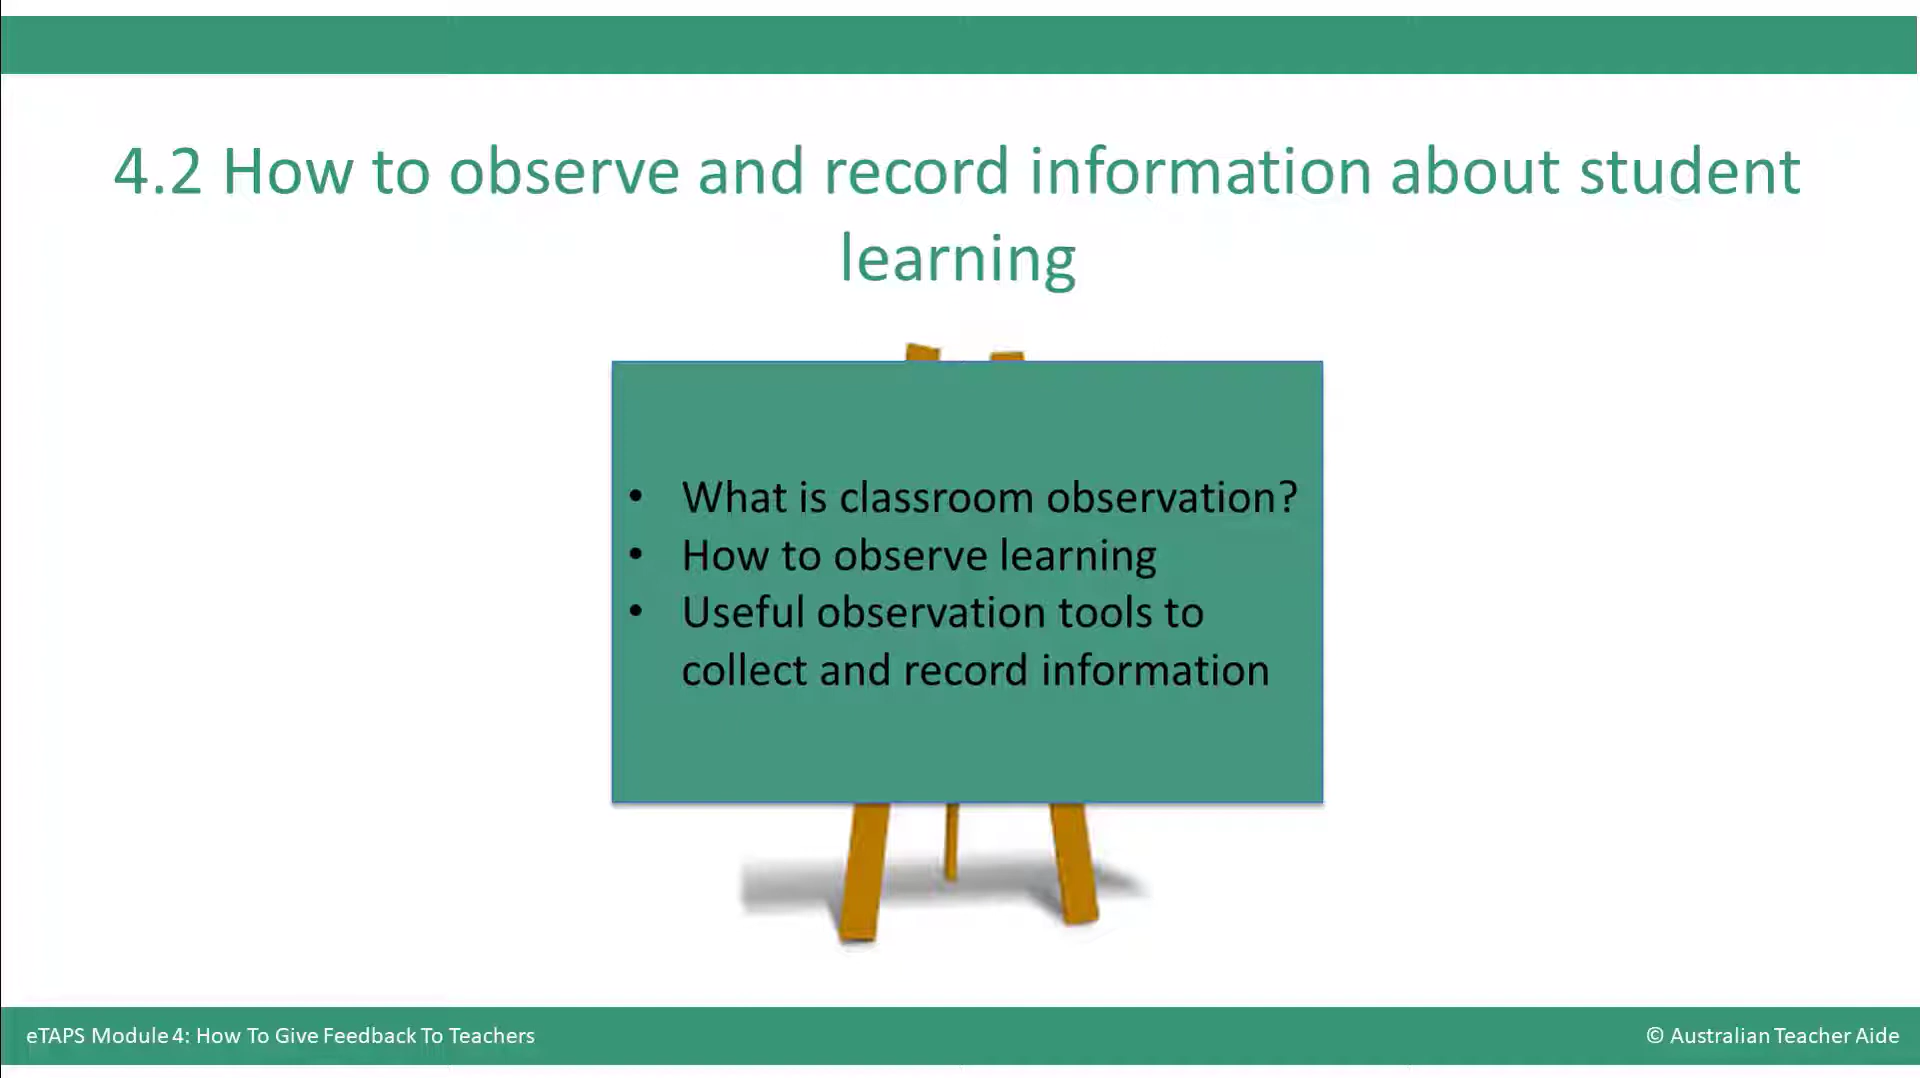 4.2 How to observe and record information about student
learning
• What is classroom observation?
• How to observe learning
• Useful observation tools to
collect and record information
eTAPS Module 4: How To Give Feedback To Teachers
© Australian Teacher Aide